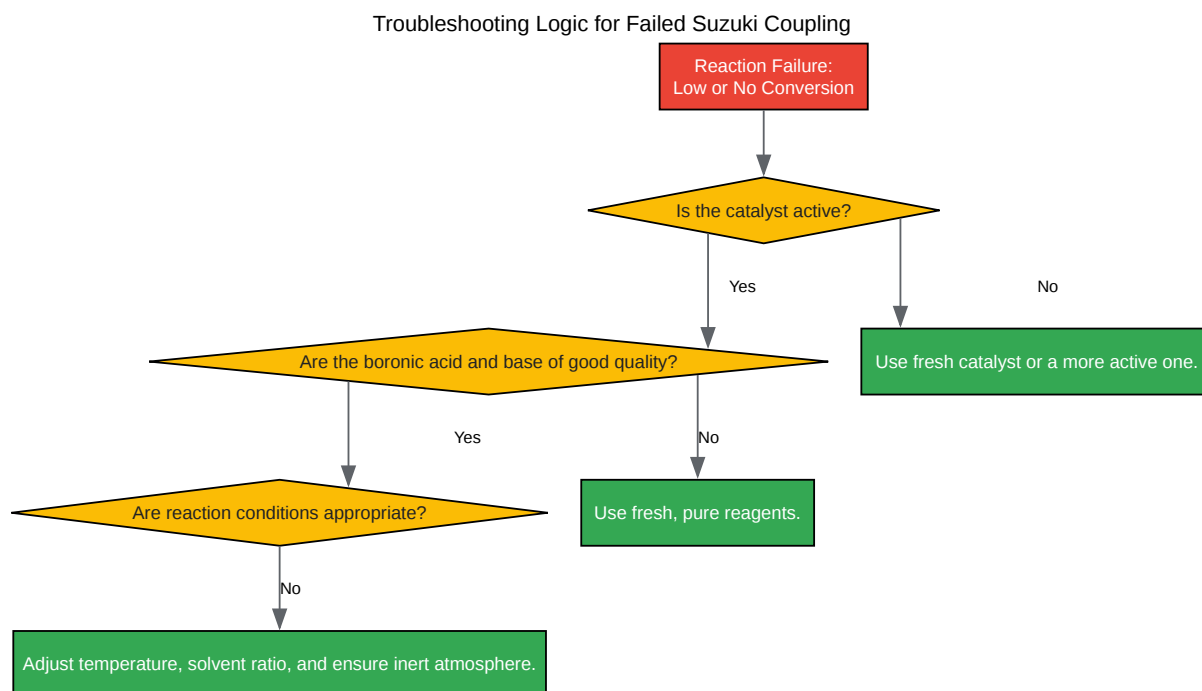 Troubleshooting Logic for Failed Suzuki Coupling
Reaction Failure:
Low or No Conversion
Is the catalyst active?
Yes
No
Are the boronic acid and base of good quality?
Use fresh catalyst or a more active one.
Yes
No
Are reaction conditions appropriate?
Use fresh, pure reagents.
No
Adjust temperature, solvent ratio, and ensure inert atmosphere.